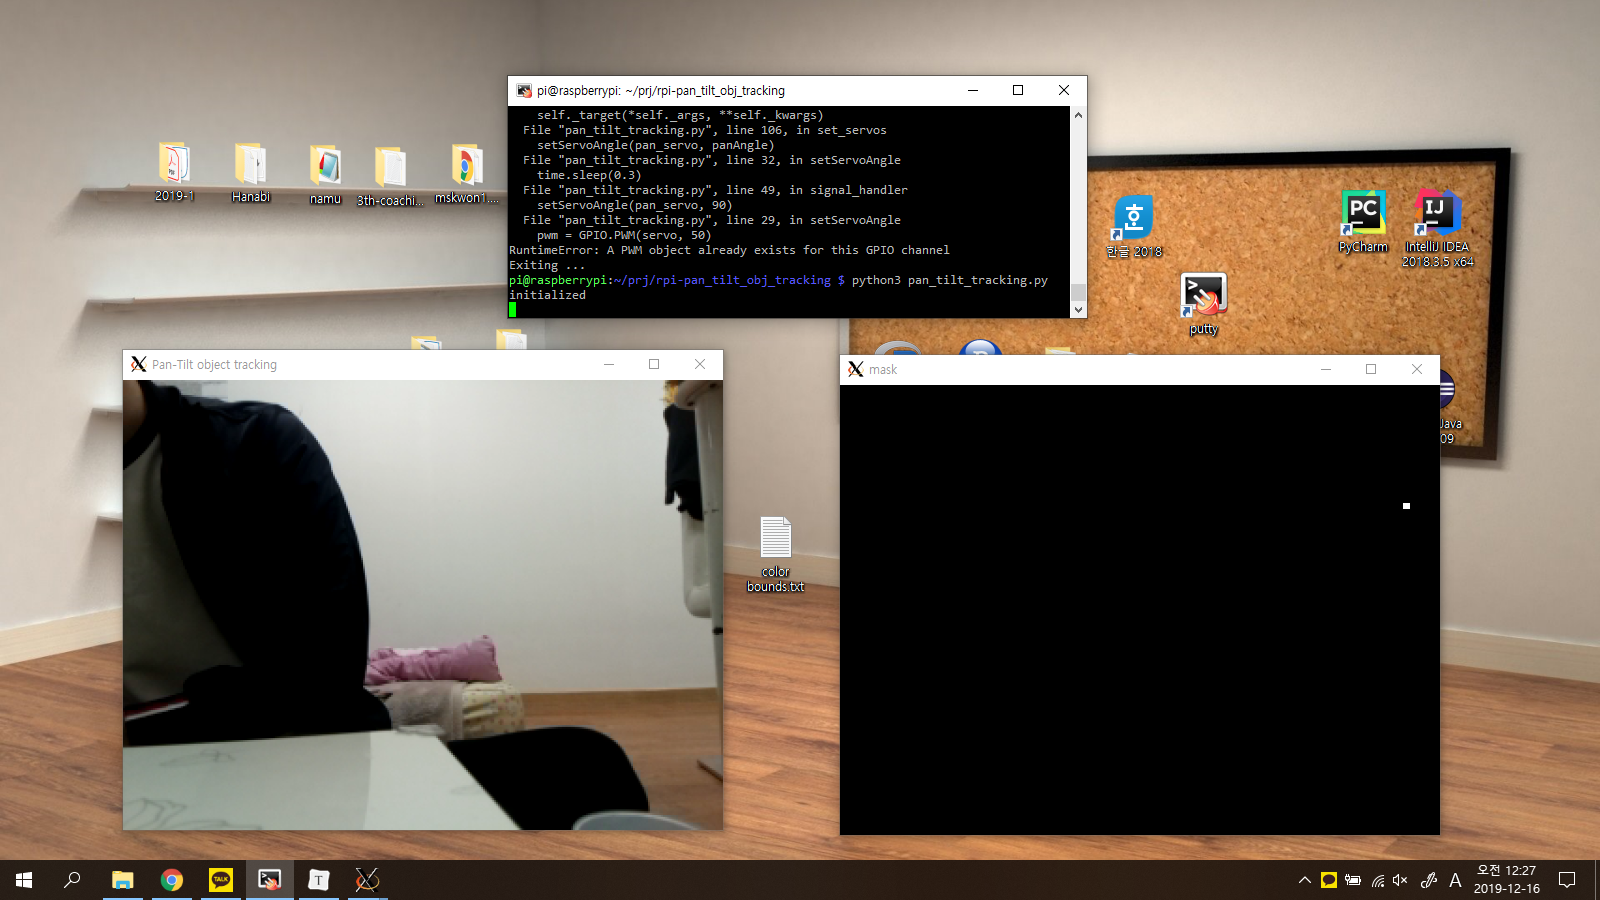 pi@raspberrypi: ~/prj/rpi-pan_tilt_obj_tracking
self._target(*self._args, **self._kwargs)
File "pan_tilt_tracking.py", line 106, in set_servos
setServoAngle(pan_servo, panAngle)
File "pan_tilt_tracking.py", line 32, in setServoAngle
time.sleep(0.3)
File "pan_tilt_tracking.py", line 49, in signal_handler
setServoAngle(pan_servo, 90)
File "pan_tilt_tracking.py", line 29, in setServoAngle
pwm = GPIO.PWM(servo, 50)
RuntimeError: A PWM object already exists for this GPIO channel
Exiting ...
pi@raspberrypi:~/prj/rpi-pan_tilt_obj_tracking $ python3 pan_tilt_tracking.py
initialized
2019-1
Hanabi
namu
3th-coachi...
mskwon1....
한글 2018
PC
PyCharm
IJ
IntelliJ IDEA
2018.3.5 x64
putty
Java
09
Pan-Tilt object tracking
mask
color
bounds.txt
TALK
T
A
오전 12:27
2019-12-16